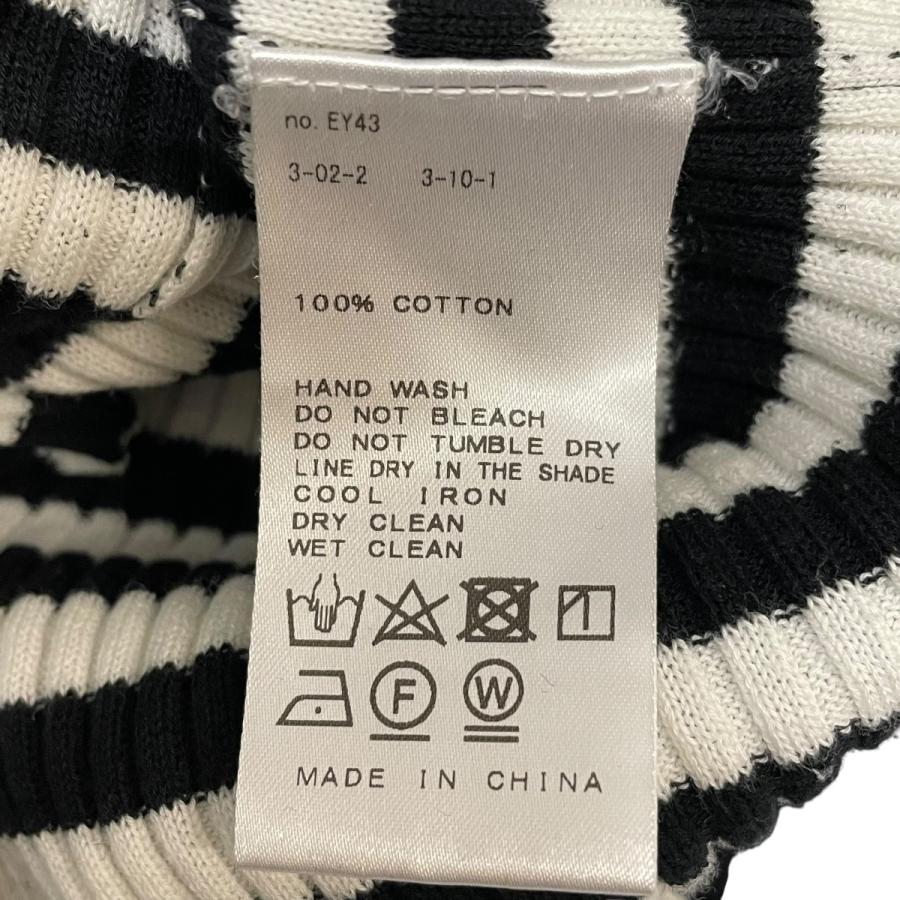 no. EY43
3-02-2 3-10-1
100% COTTON
HAND WASH
DO NOT BLEACH
DO NOT TUMBLE DRY
LINE DRY IN THE SHADE
COOL IRON
DRY CLEAN
WET CLEAN
F W
MADE IN CHINA